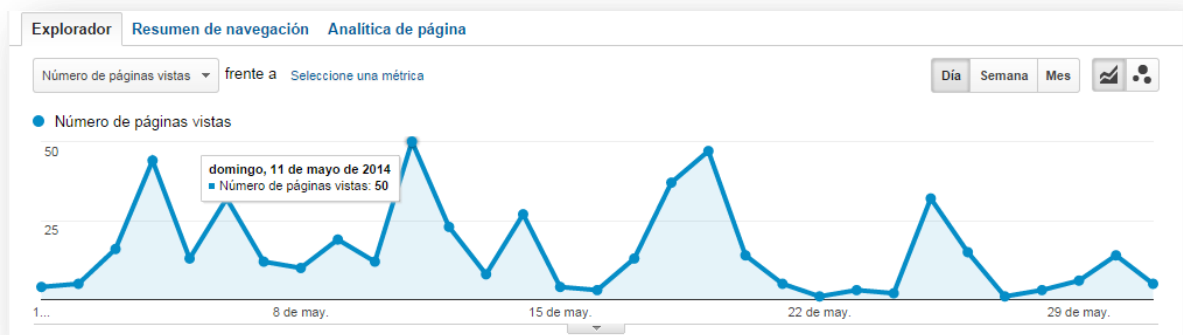 Explorador Resumen de navegación Analítica de página
Número de páginas vistas frente a Seleccione una métrica Día Semana Mes
Número de páginas vistas
50
domingo, 11 de mayo de 2014
Número de páginas vistas: 50
25
1... 8 de may. 15 de may. 22 de may. 29 de may.